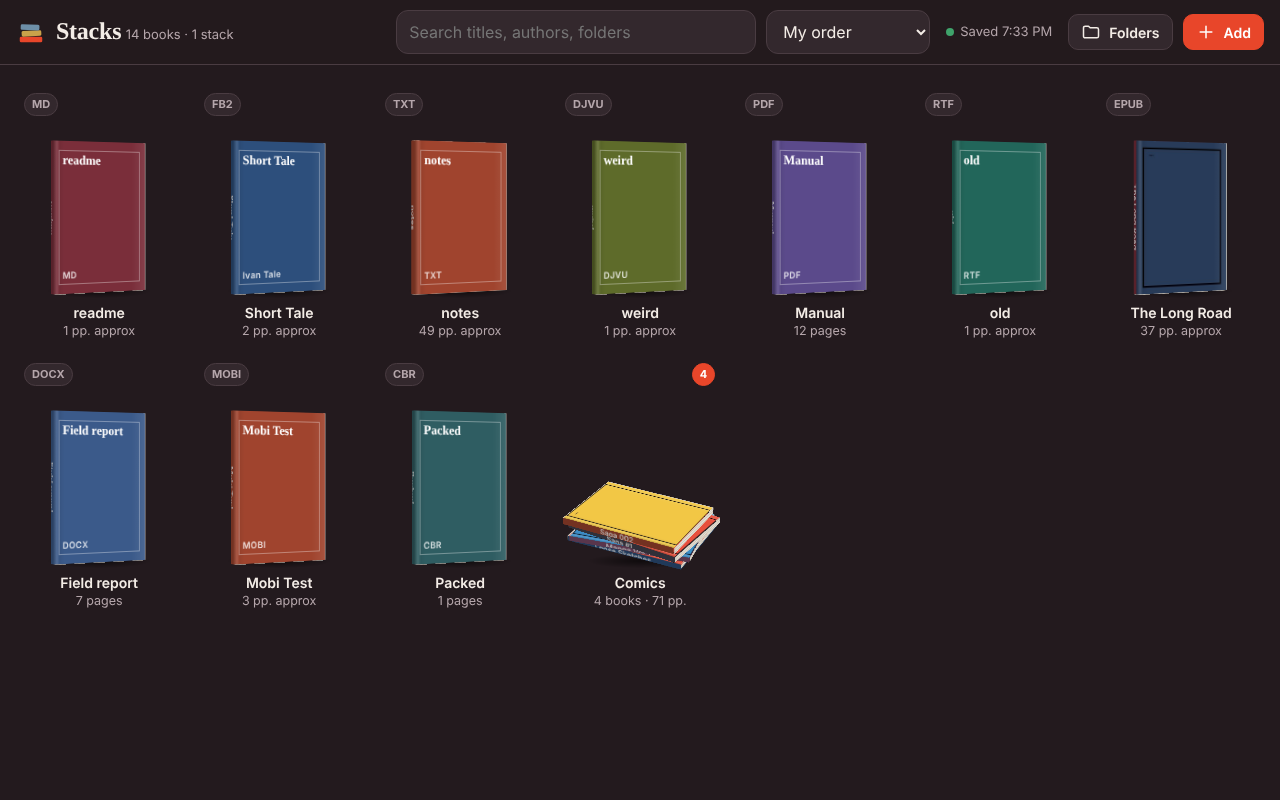 Stacks 14 books · 1 stack
Search titles, authors, folders
My order
Saved 7:33 PM
Folders
Add
MD
FB2
TXT
DJVU
PDF
RTF
EPUB
readme
Short Tale
notes
weird
Manual
old
MD
Ivan Tale
TXT
DJVU
PDF
RTF
readme
Short Tale
notes
weird
Manual
old
The Long Road
1 pp. approx
2 pp. approx
49 pp. approx
1 pp. approx
12 pages
1 pp. approx
37 pp. approx
DOCX
MOBI
CBR
4
Field report
Mobi Test
Packed
Saga 002
DOCX
MOBI
CBR
Field report
Mobi Test
Packed
Comics
7 pages
3 pp. approx
1 pages
4 books · 71 pp.